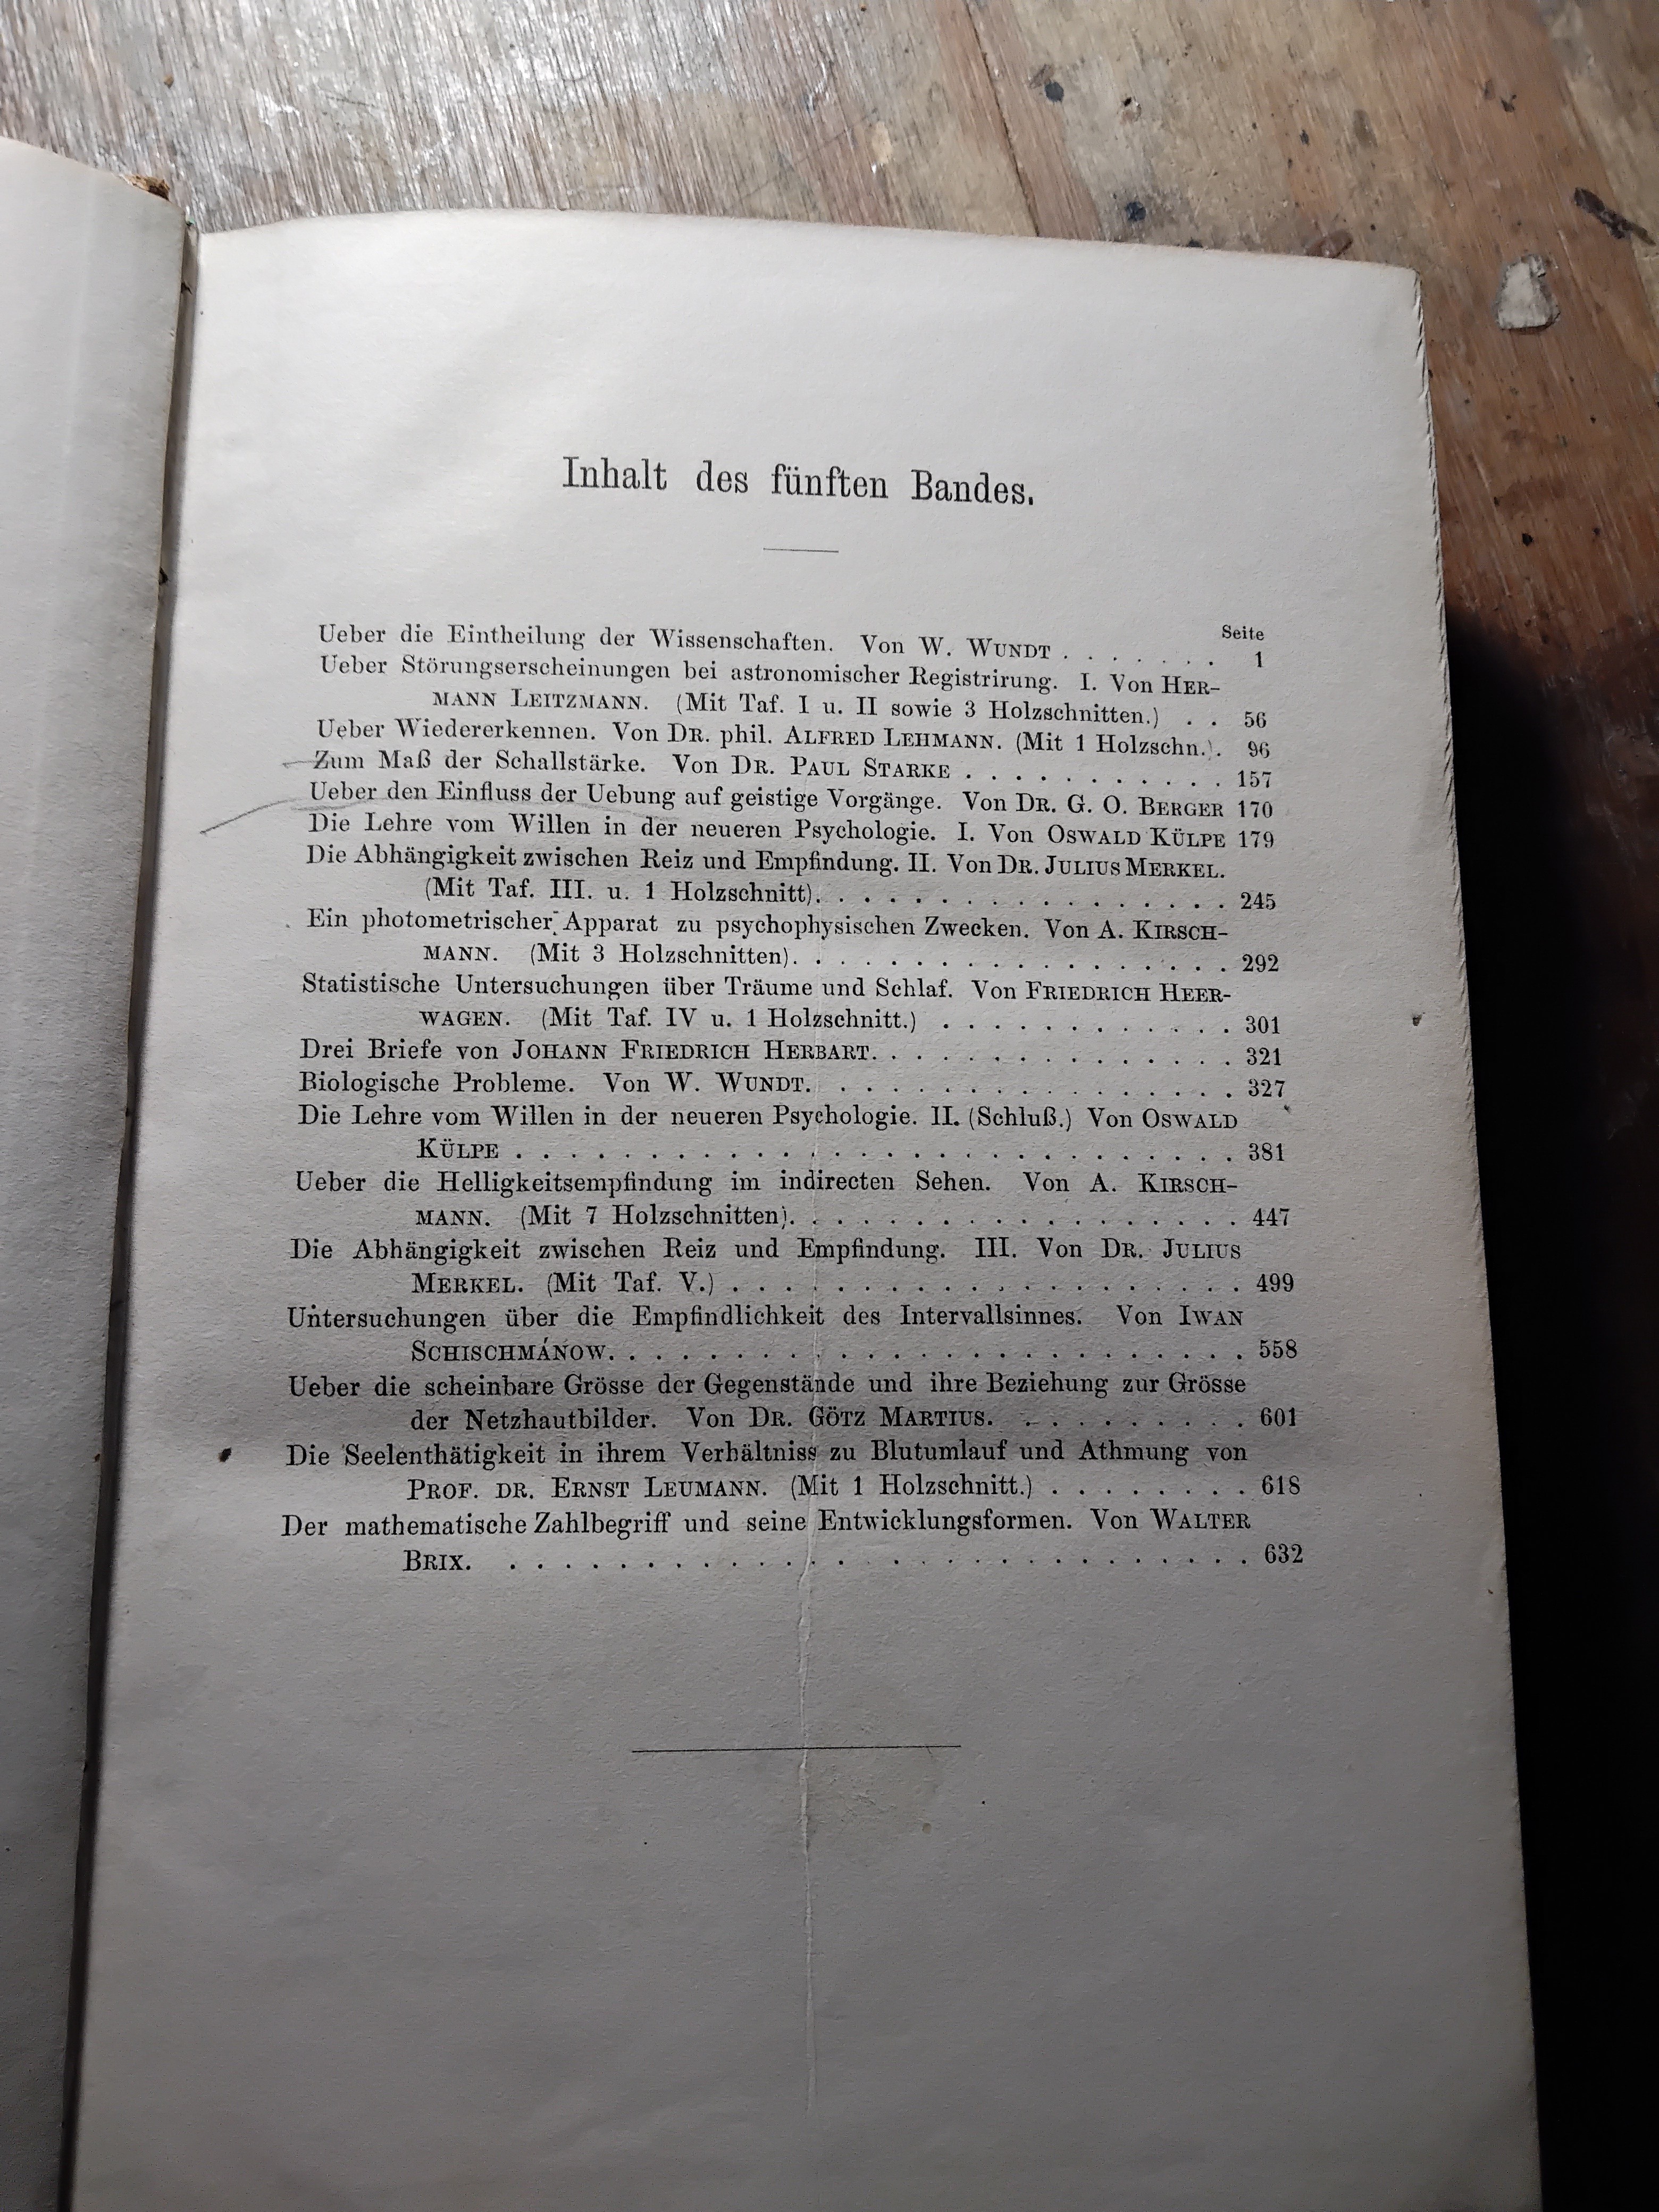 Inhalt des fünften Bandes.
Seite
Ueber die Eintheilung der Wissenschaften. Von W. WUNDT . . . . . . . 1
Ueber Störungserscheinungen bei astronomischer Registrirung. I. Von HER-
MANN LEITZMANN. (Mit Taf. I u. II sowie 3 Holzschnitten.) . . 56
Ueber Wiedererkennen. Von DR. phil. ALFRED LEHMANN. (Mit 1 Holzschn.). 96
Zum Maß der Schallstärke. Von DR. PAUL STARKE . . . . . . . . . . 157
Ueber den Einfluss der Uebung auf geistige Vorgänge. Von DR. G. O. BERGER 170
Die Lehre vom Willen in der neueren Psychologie. I. Von OSWALD KÜLPE 179
Die Abhängigkeit zwischen Reiz und Empfindung. II. Von DR. JULIUS MERKEL.
(Mit Taf. III. u. 1 Holzschnitt). . . . . . . . . . . . . . . . . 245
Ein photometrischer Apparat zu psychophysischen Zwecken. Von A. KIRSCH-
MANN. (Mit 3 Holzschnitten). . . . . . . . . . . . . . . . . . 292
Statistische Untersuchungen über Träume und Schlaf. Von FRIEDRICH HEER-
WAGEN. (Mit Taf. IV u. 1 Holzschnitt.) . . . . . . . . . . . . 301
Drei Briefe von JOHANN FRIEDRICH HERBART. . . . . . . . . . . . . . 321
Biologische Probleme. Von W. WUNDT. . . . . . . . . . . . . . . . . 327
Die Lehre vom Willen in der neueren Psychologie. II. (Schluß.) Von OSWALD
KÜLPE . . . . . . . . . . . . . . . . . . . . . . . . . . . 381
Ueber die Helligkeitsempfindung im indirecten Sehen. Von A. KIRSCH-
MANN. (Mit 7 Holzschnitten). . . . . . . . . . . . . . . . . . 447
Die Abhängigkeit zwischen Reiz und Empfindung. III. Von DR. JULIUS
MERKEL. (Mit Taf. V.) . . . . . . . . . . . . . . . . . . . . 499
Untersuchungen über die Empfindlichkeit des Intervallsinnes. Von IWAN
SCHISCHMÁNOW. . . . . . . . . . . . . . . . . . . . . . . . . 558
Ueber die scheinbare Grösse der Gegenstände und ihre Beziehung zur Grösse
der Netzhautbilder. Von DR. GÖTZ MARTIUS. . . . . . . . . . 601
Die Seelenthätigkeit in ihrem Verhältniss zu Blutumlauf und Athmung von
PROF. DR. ERNST LEUMANN. (Mit 1 Holzschnitt.) . . . . . . . . 618
Der mathematische Zahlbegriff und seine Entwicklungsformen. Von WALTER
BRIX. . . . . . . . . . . . . . . . . . . . . . . . . . . . . 632